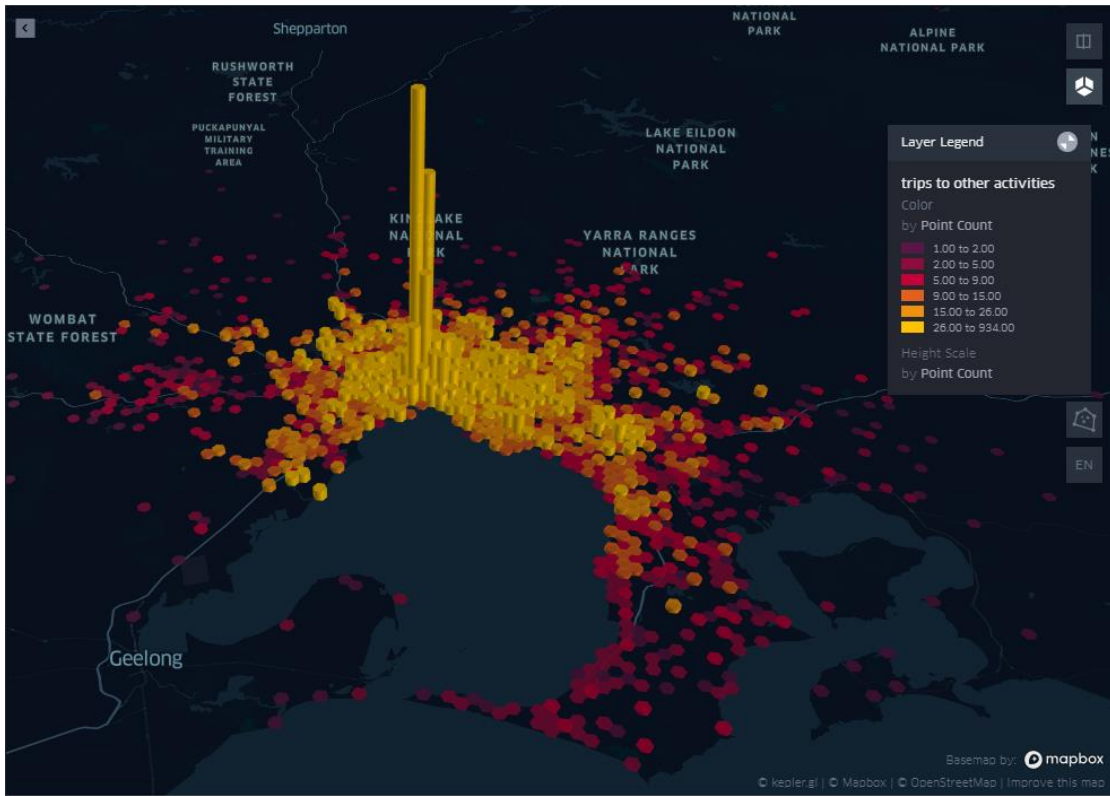 Shepparton
NATIONAL
PARK
ALPINE
NATIONAL PARK
RUSHWORTH
STATE
FOREST
PUCKAPUNYAL
MILITARY
TRAINING
AREA
LAKE EILDON
NATIONAL
PARK
YARRA RANGES
NATIONAL
PARK
WOMBAT
STATE FOREST
Geelong
Layer Legend
trips to other activities
Color
by Point Count
1.00 to 2.00
2.00 to 5.00
5.00 to 9.00
9.00 to 15.00
15.00 to 26.00
26.00 to 934.00
Height Scale
by Point Count
EN
Basemap by: mapbox
© kepler.gl | © Mapbox | © OpenStreetMap | Improve this map